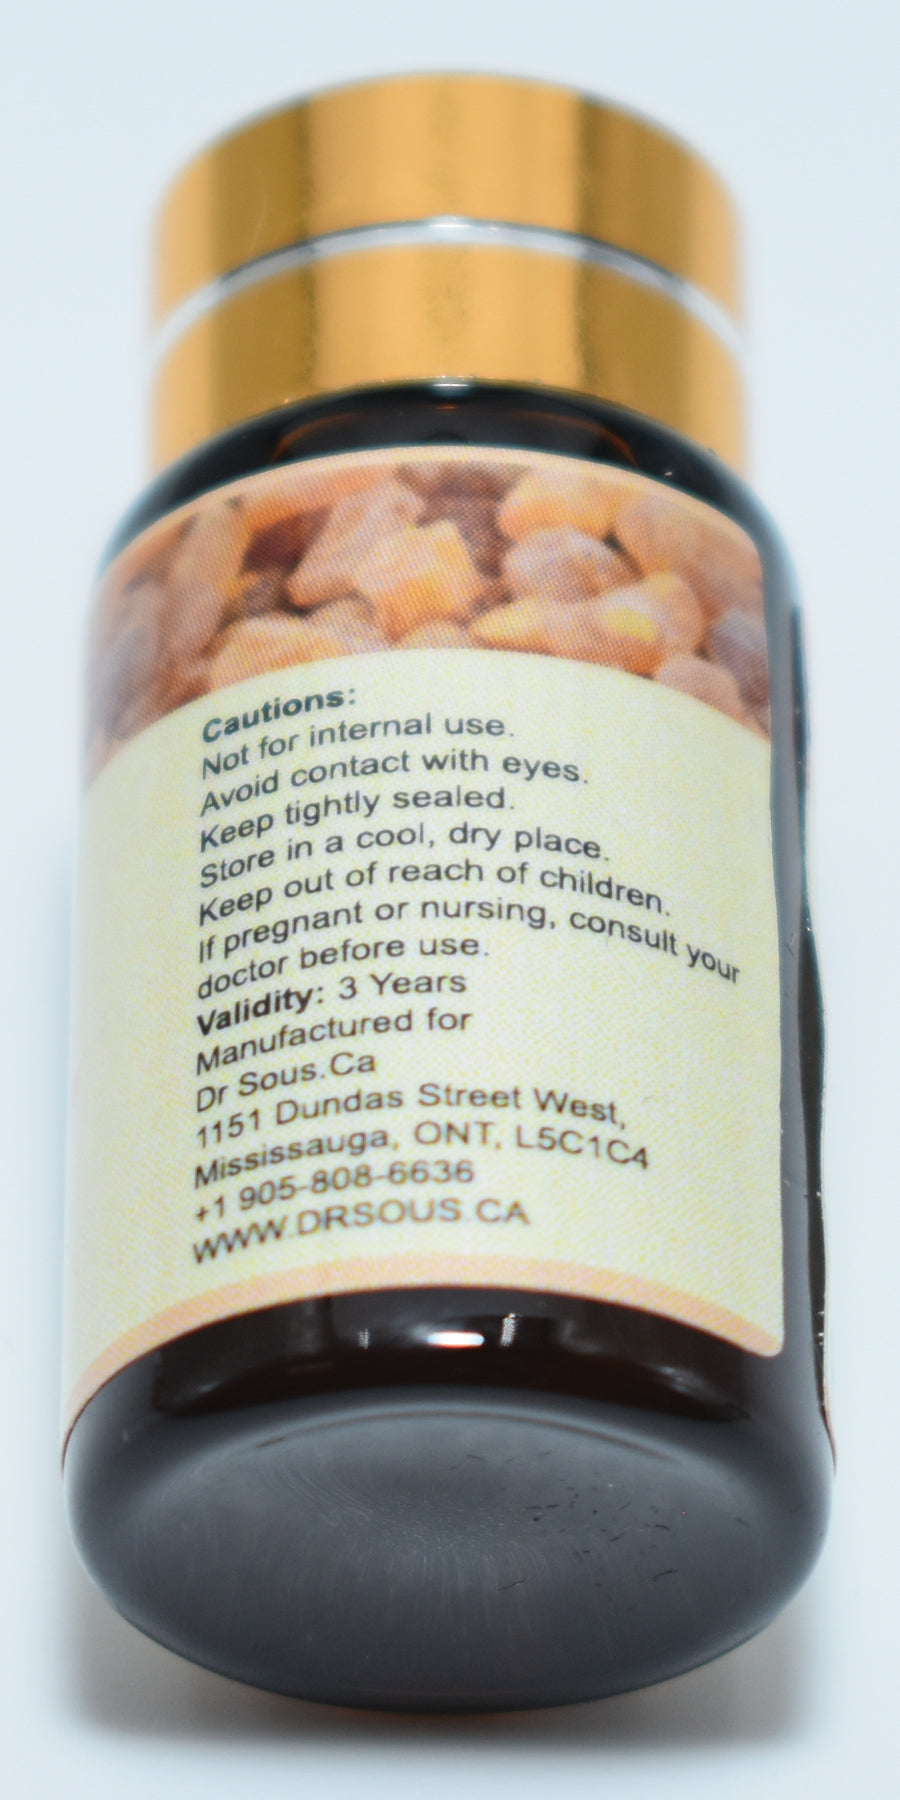 Cautions:
Not for internal use.
Avoid contact with eyes.
Keep tightly sealed.
Store in a cool, dry place.
Keep out of reach of children.
If pregnant or nursing, consult your
doctor before use.
Validity: 3 Years
Manufactured for
Dr Sous.Ca
1151 Dundas Street West,
Mississauga, ONT, L5C1C4
+1 905-808-6636
WWW.DRSOUS.CA